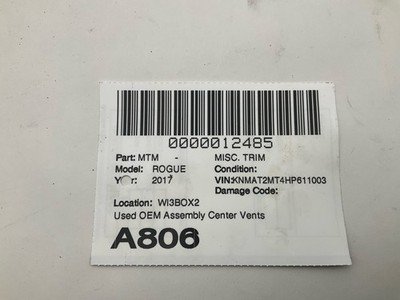 0000012485
Part: MTM - MISC. TRIM
Model: ROGUE Condition:
Year: 2017 VIN:KNMAT2MT4HP611003
Damage Code:
Location: WI3BOX2
Used OEM Assembly Center Vents
A806